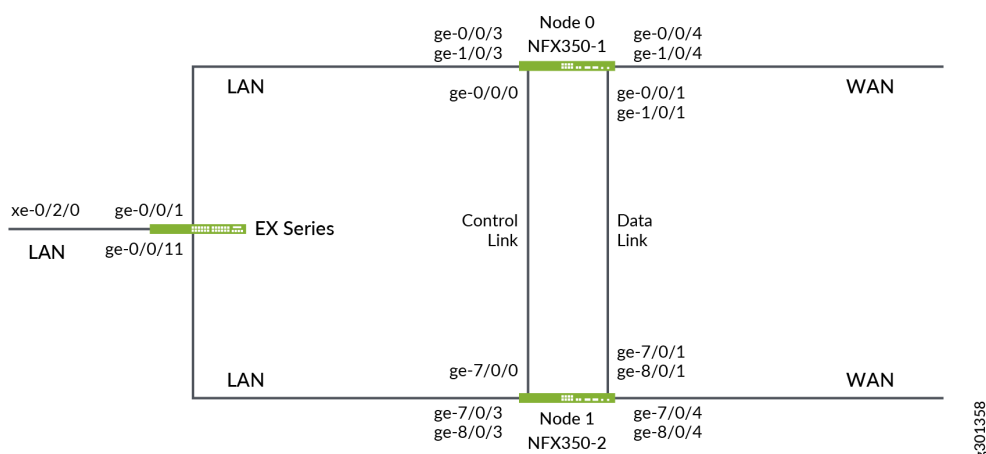 Node 0
NFX350-1
ge-0/0/3
ge-1/0/3
ge-0/0/4
ge-1/0/4
LAN
WAN
ge-0/0/0
ge-0/0/1
ge-1/0/1
xe-0/2/0
ge-0/0/1
EX Series
LAN
ge-0/0/11
Control
Link
Data
Link
ge-7/0/1
ge-8/0/1
ge-7/0/0
LAN
WAN
ge-7/0/3
ge-8/0/3
Node 1
NFX350-2
ge-7/0/4
ge-8/0/4
g301358